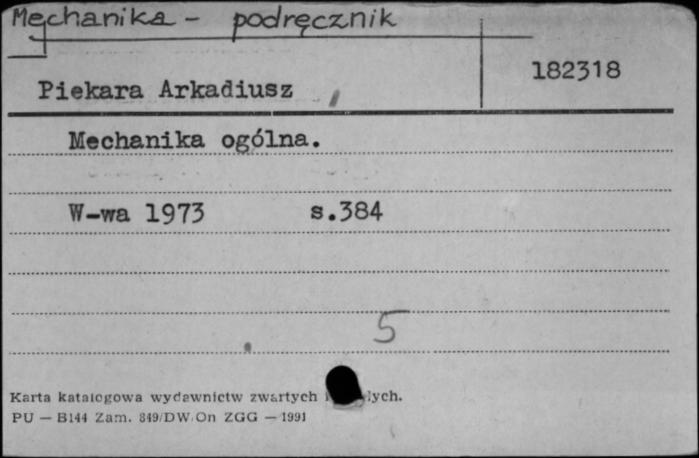 Mechanika - podręcznik
182318
Piekara Arkadiusz
Mechanika ogólna.
W-wa 1973 s.384
5
Karta katalogowa wydawnictw zwartych
PU — B144 Zam. 849/DW/On ZGG — 1991